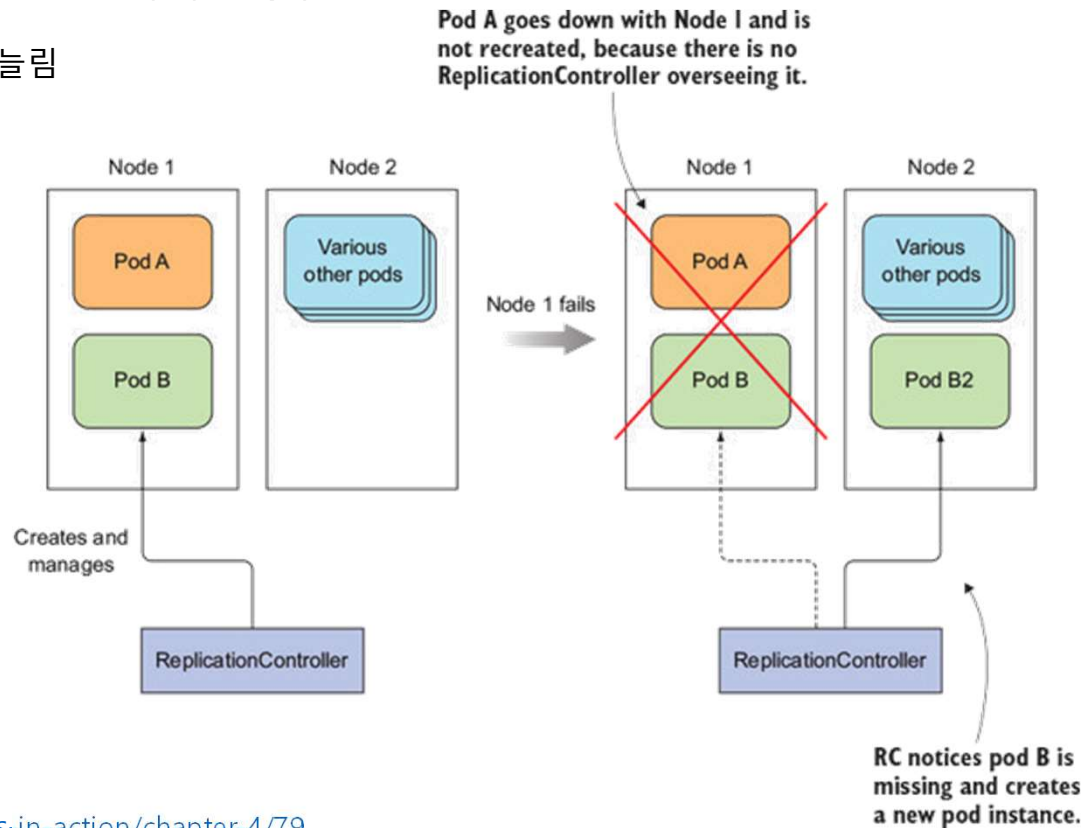 Pod A goes down with Node 1 and is
not recreated, because there is no
ReplicationController overseeing it.
늘림
Node 1
Node 2
Node 1
Node 2
Pod A
Various
other pods
Pod A
Various
other pods
Node 1 fails
Pod B
Pod B
Pod B2
Creates and
manages
ReplicationController
ReplicationController
RC notices pod B is
missing and creates
a new pod instance.
-in-action/chapter-4/79